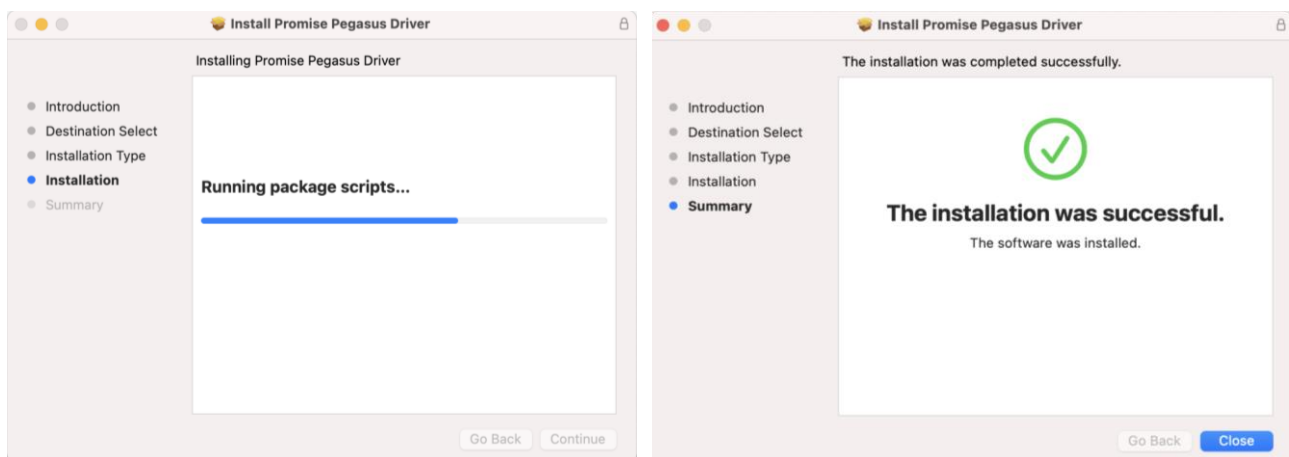 Install Promise Pegasus Driver
Installing Promise Pegasus Driver
Introduction
Destination Select
Installation Type
Installation
Summary
Running package scripts...
Go Back
Continue
Install Promise Pegasus Driver
The installation was completed successfully.
Introduction
Destination Select
Installation Type
Installation
Summary
The installation was successful.
The software was installed.
Go Back
Close